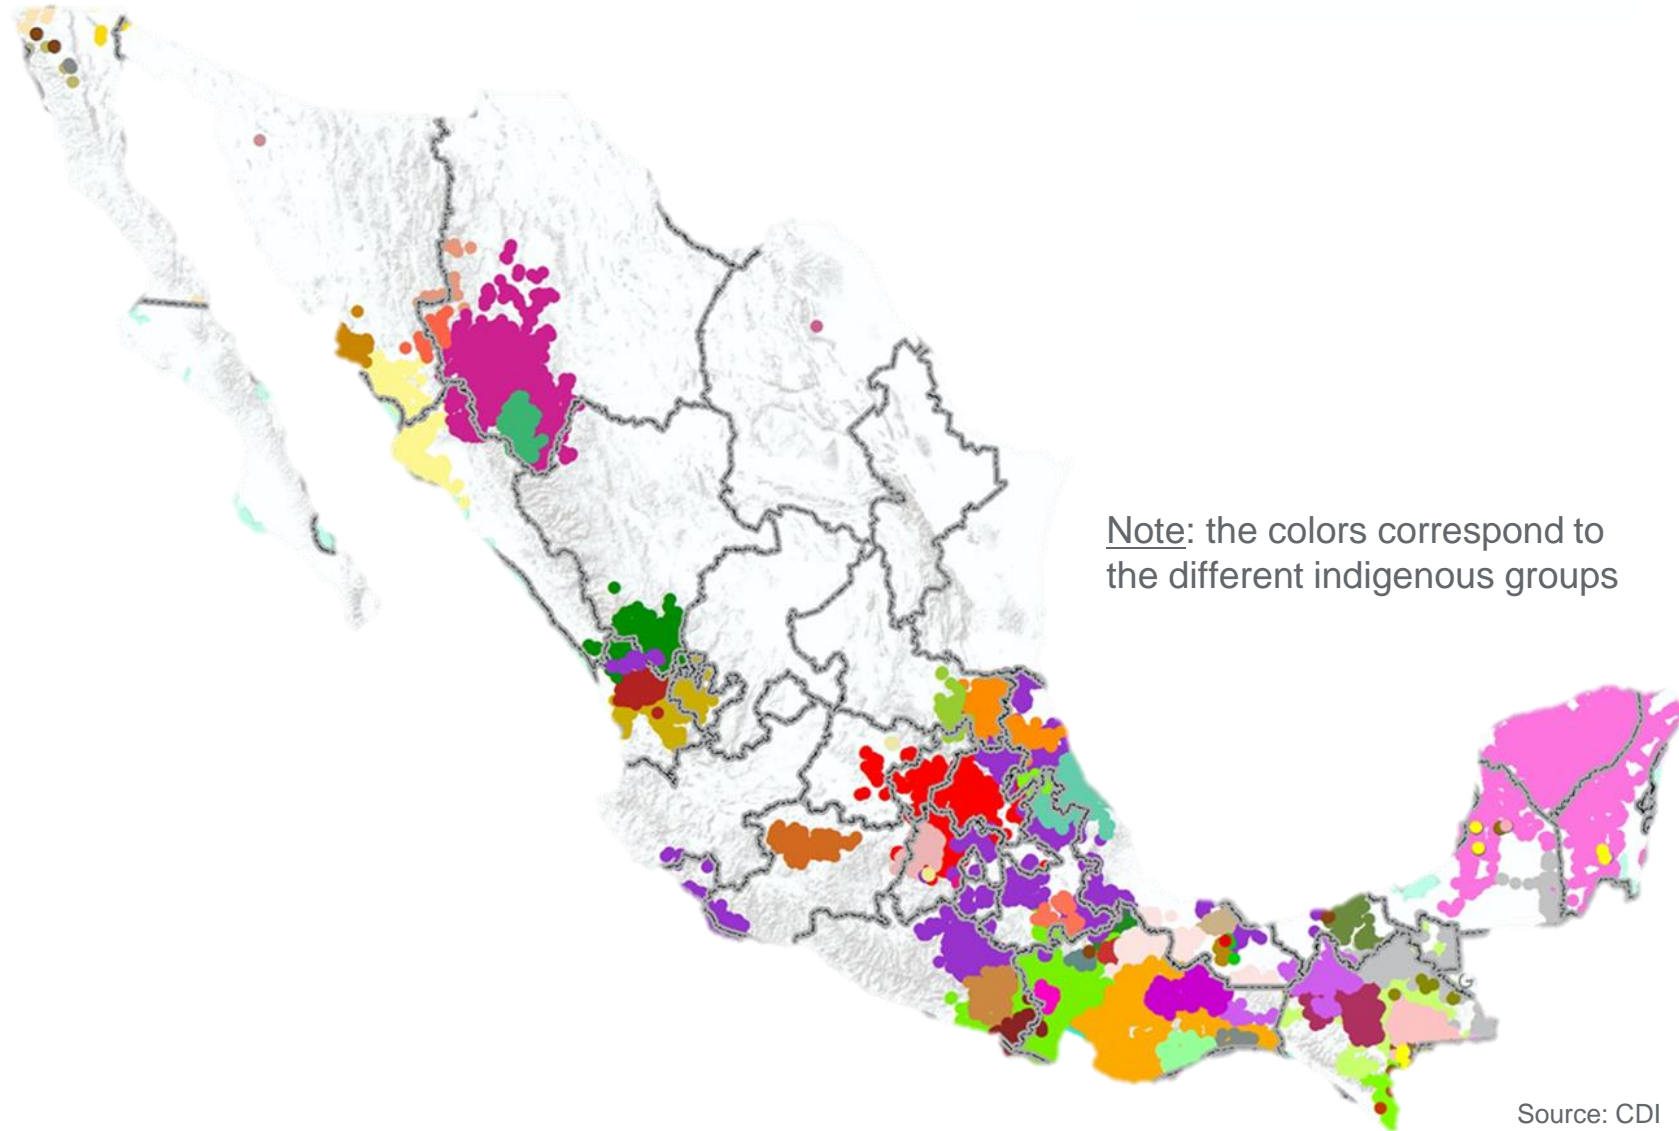 Note: the colors correspond to
the different indigenous groups
G
Source: CDI